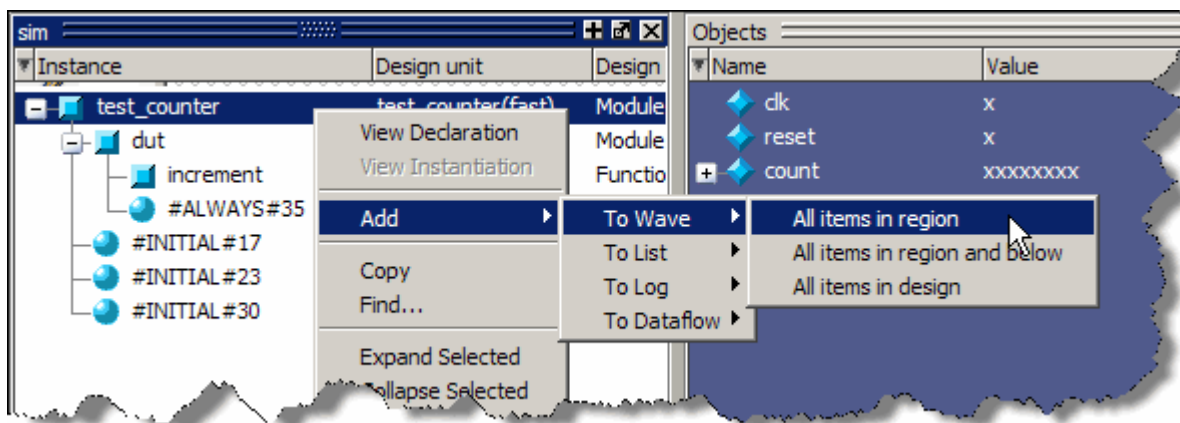 sim
Objects
Instance Design unit Design
Name Value
test_counter test_counter(fast) Module
clk x
dut View Declaration Module
reset x
increment View Instantiation Functio
count xxxxxxxx
#ALWAYS#35 Add To Wave All items in region
#INITIAL#17 To List All items in region and below
#INITIAL#23 Copy To Log All items in design
#INITIAL#30 Find... To Dataflow
Expand Selected
Collapse Selected